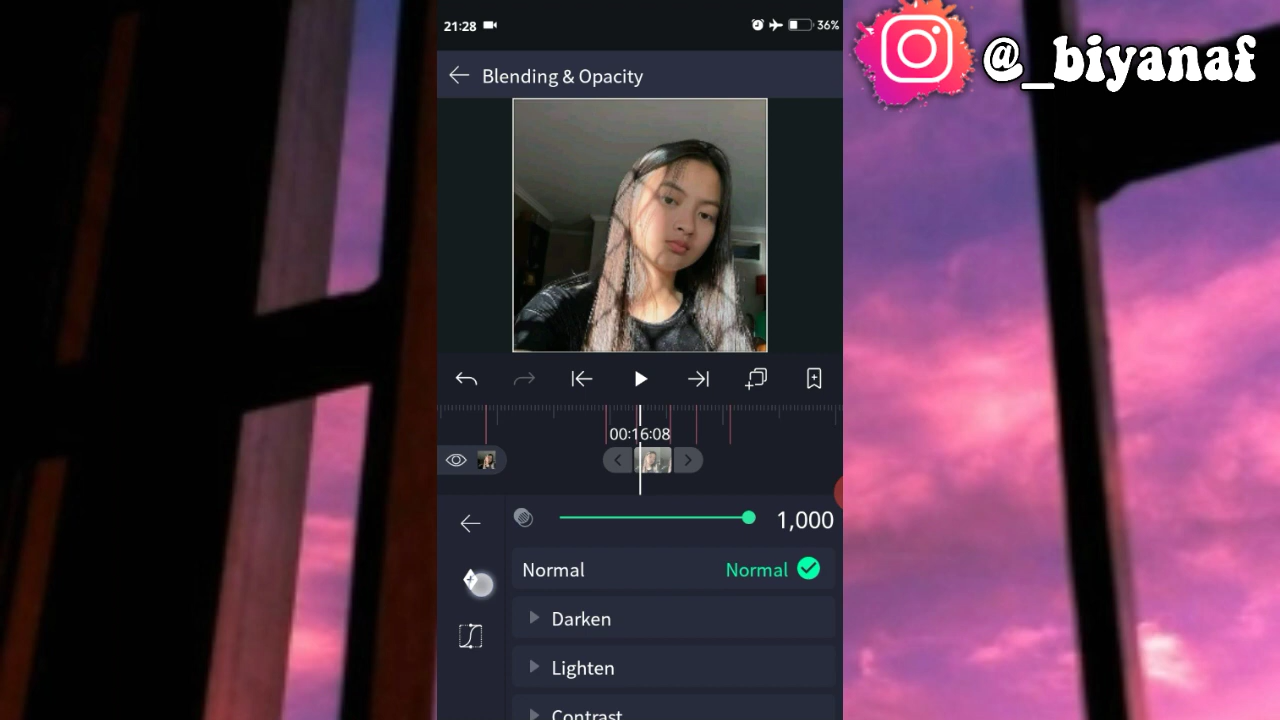 21:28
36%
@_biyanaf
Blending & Opacity
00:16:08
1,000
Normal
Normal
Darken
Lighten
Contrast